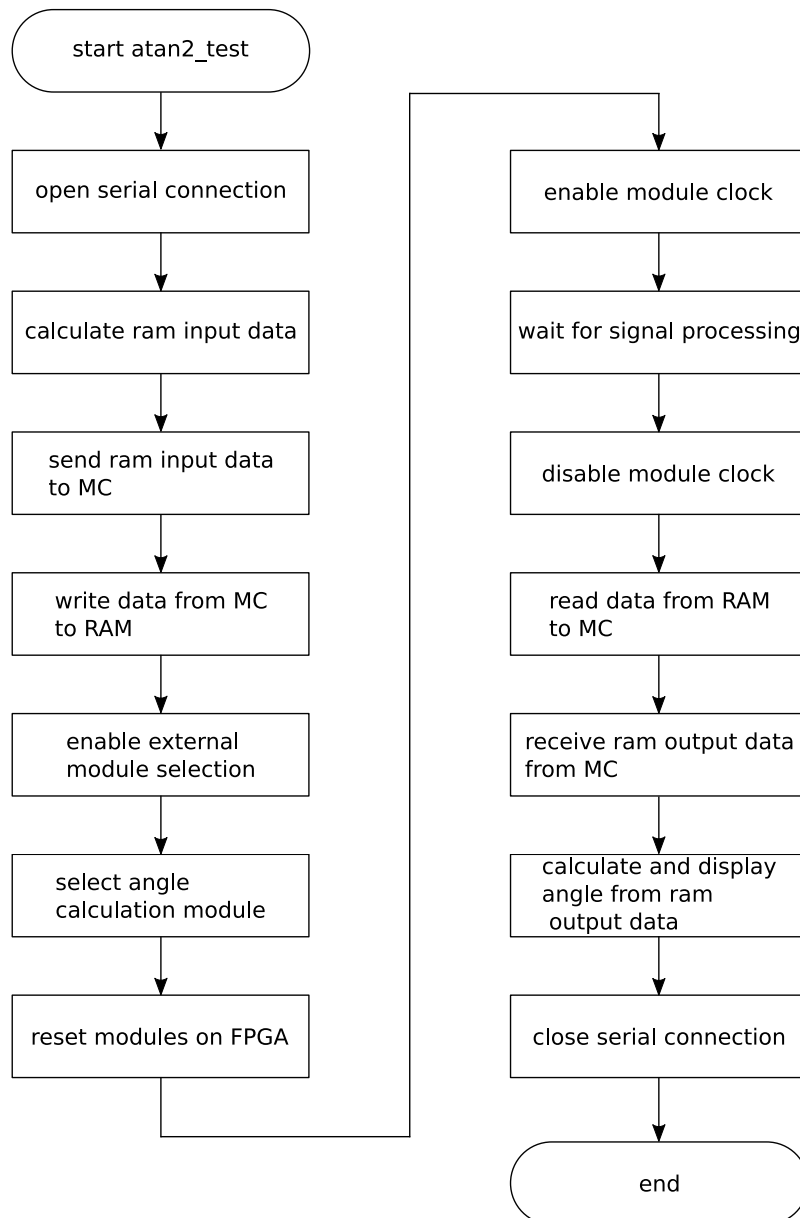 start atan2_test
open serial connection
calculate ram input data
send ram input data
to MC
write data from MC
to RAM
enable external
module selection
select angle
calculation module
reset modules on FPGA
enable module clock
wait for signal processing
disable module clock
read data from RAM
to MC
receive ram output data
from MC
calculate and display
angle from ram
output data
close serial connection
end